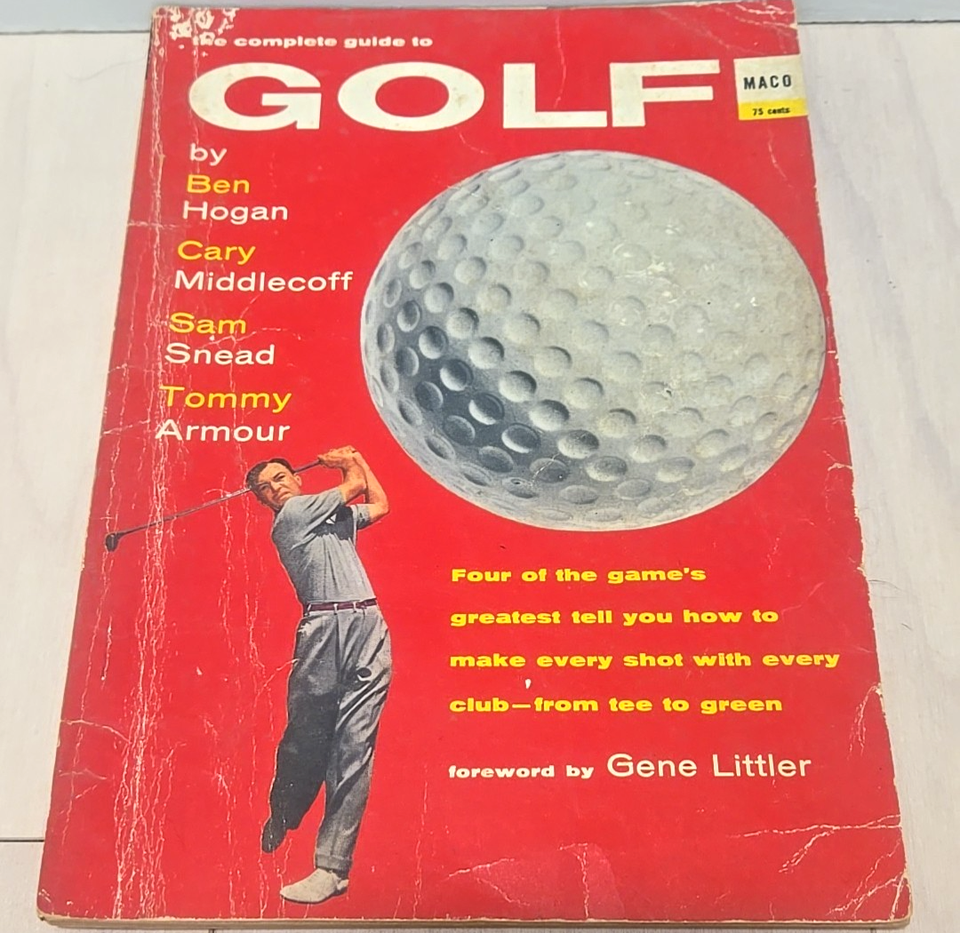 the complete guide to
GOLF
MACO
75 cents
by
Ben
Hogan
Cary
Middlecoff
Sam
Snead
Tommy
Armour
Four of the game's
greatest tell you how to
make every shot with every
club—from tee to green
foreword by Gene Littler